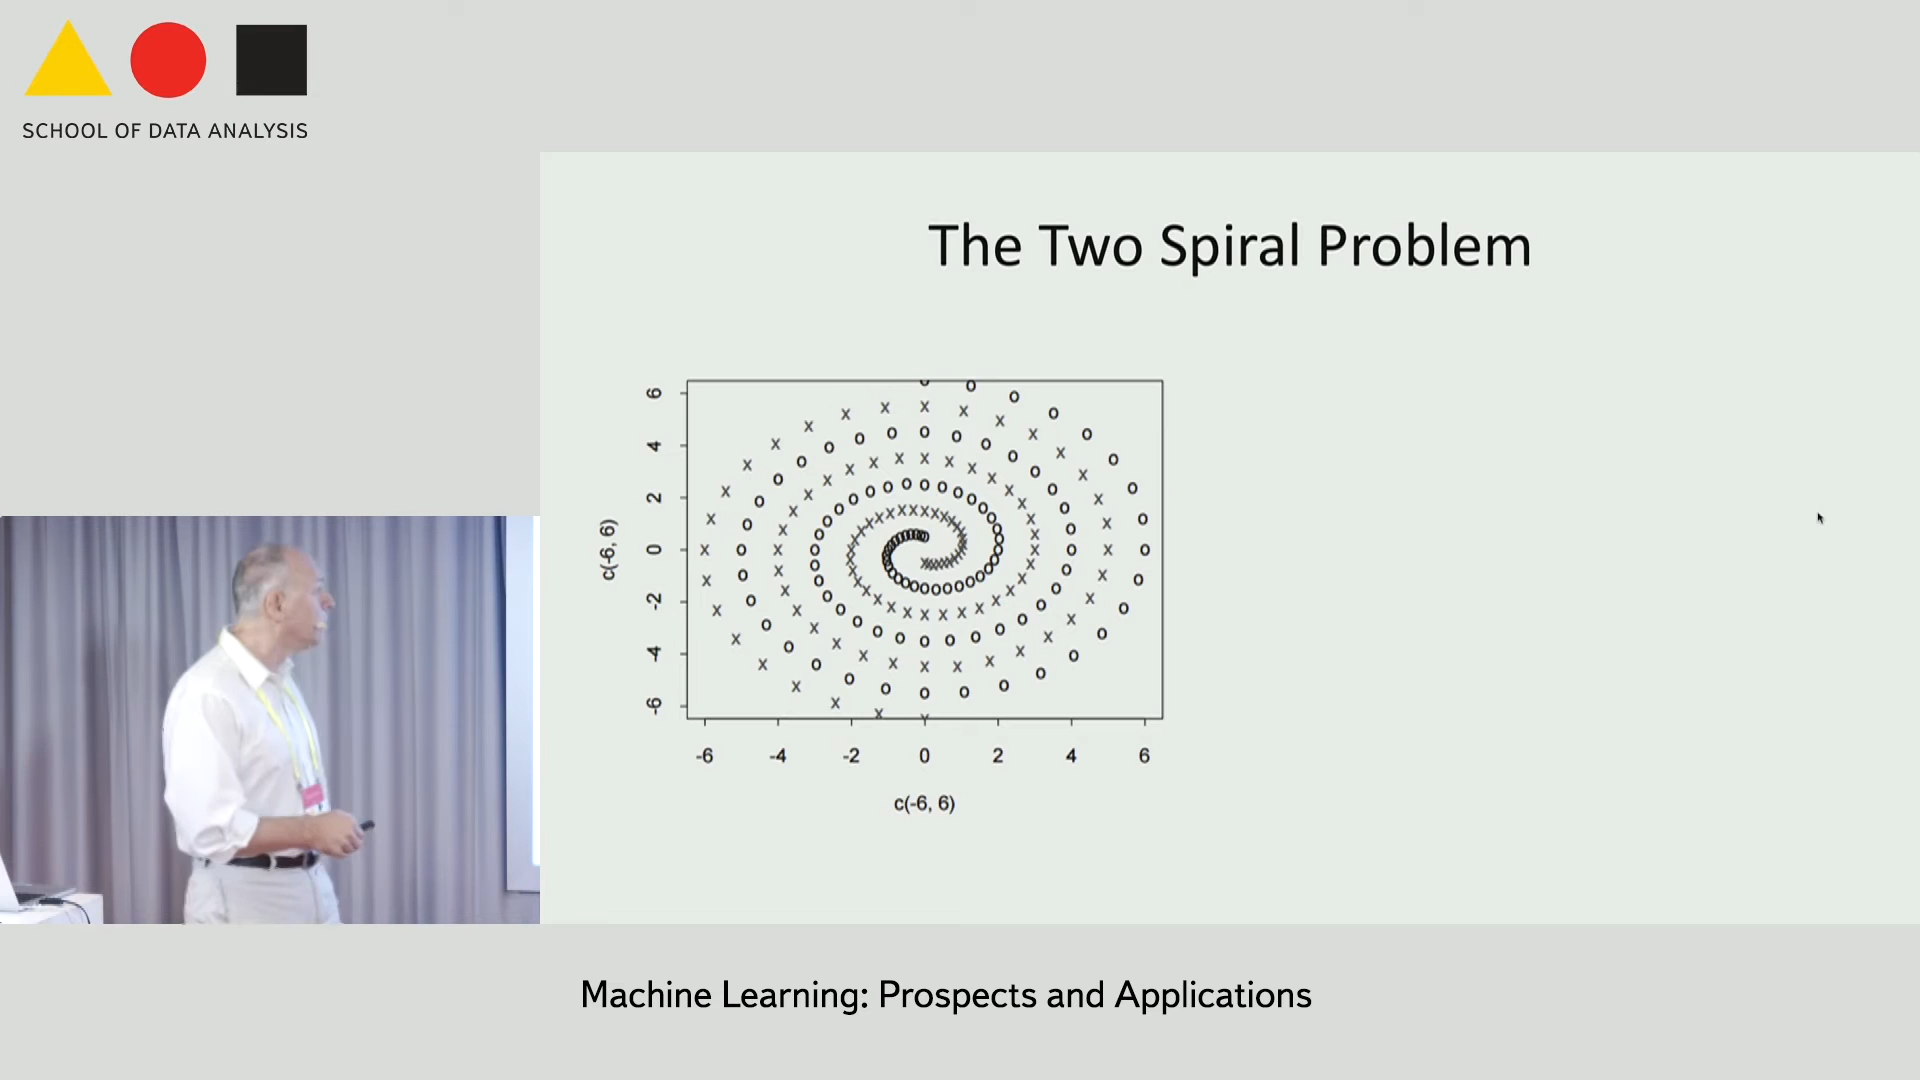 SCHOOL OF DATA ANALYSIS
The Two Spiral Problem
6
4
2
0
-2
-4
-6
c(-6, 6)
-6 -4 -2 0 2 4 6
c(-6, 6)
Machine Learning: Prospects and Applications